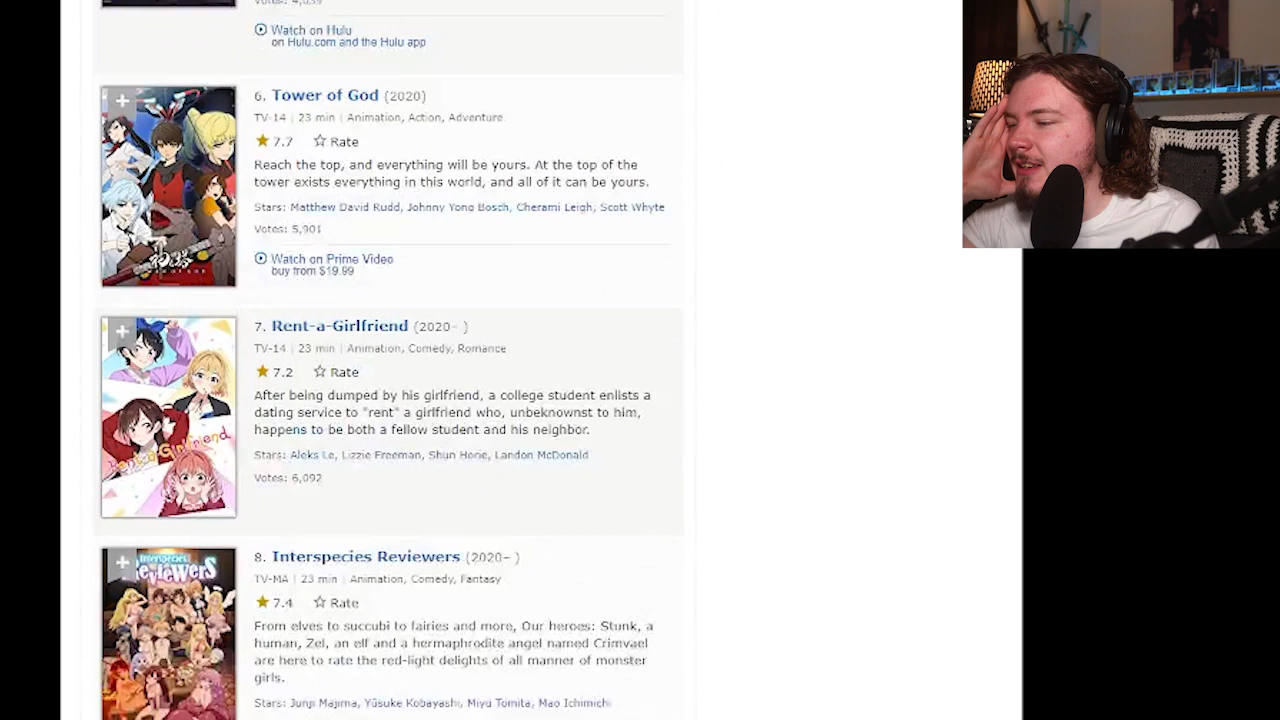 Votes: 4,039
Watch on Hulu
on Hulu.com and the Hulu app
6. Tower of God (2020)
TV-14 | 23 min | Animation, Action, Adventure
7.7 Rate
Reach the top, and everything will be yours. At the top of the
tower exists everything in this world, and all of it can be yours.
Stars: Matthew David Rudd, Johnny Yong Bosch, Cherami Leigh, Scott Whyte
Votes: 5,901
Watch on Prime Video
buy from $19.99
7. Rent-a-Girlfriend (2020– )
TV-14 | 23 min | Animation, Comedy, Romance
7.2 Rate
After being dumped by his girlfriend, a college student enlists a
dating service to "rent" a girlfriend who, unbeknownst to him,
happens to be both a fellow student and his neighbor.
Stars: Aleks Le, Lizzie Freeman, Shun Horie, Landon McDonald
Votes: 6,092
Rent-a-Girlfriend
8. Interspecies Reviewers (2020– )
TV-MA | 23 min | Animation, Comedy, Fantasy
7.4 Rate
From elves to succubi to fairies and more, Our heroes: Stunk, a
human, Zel, an elf and a hermaphrodite angel named Crimvael
are here to rate the red-light delights of all manner of monster
girls.
Stars: Junji Majima, Yūsuke Kobayashi, Miyu Tomita, Mao Ichimichi
Interspecies
Reviewers